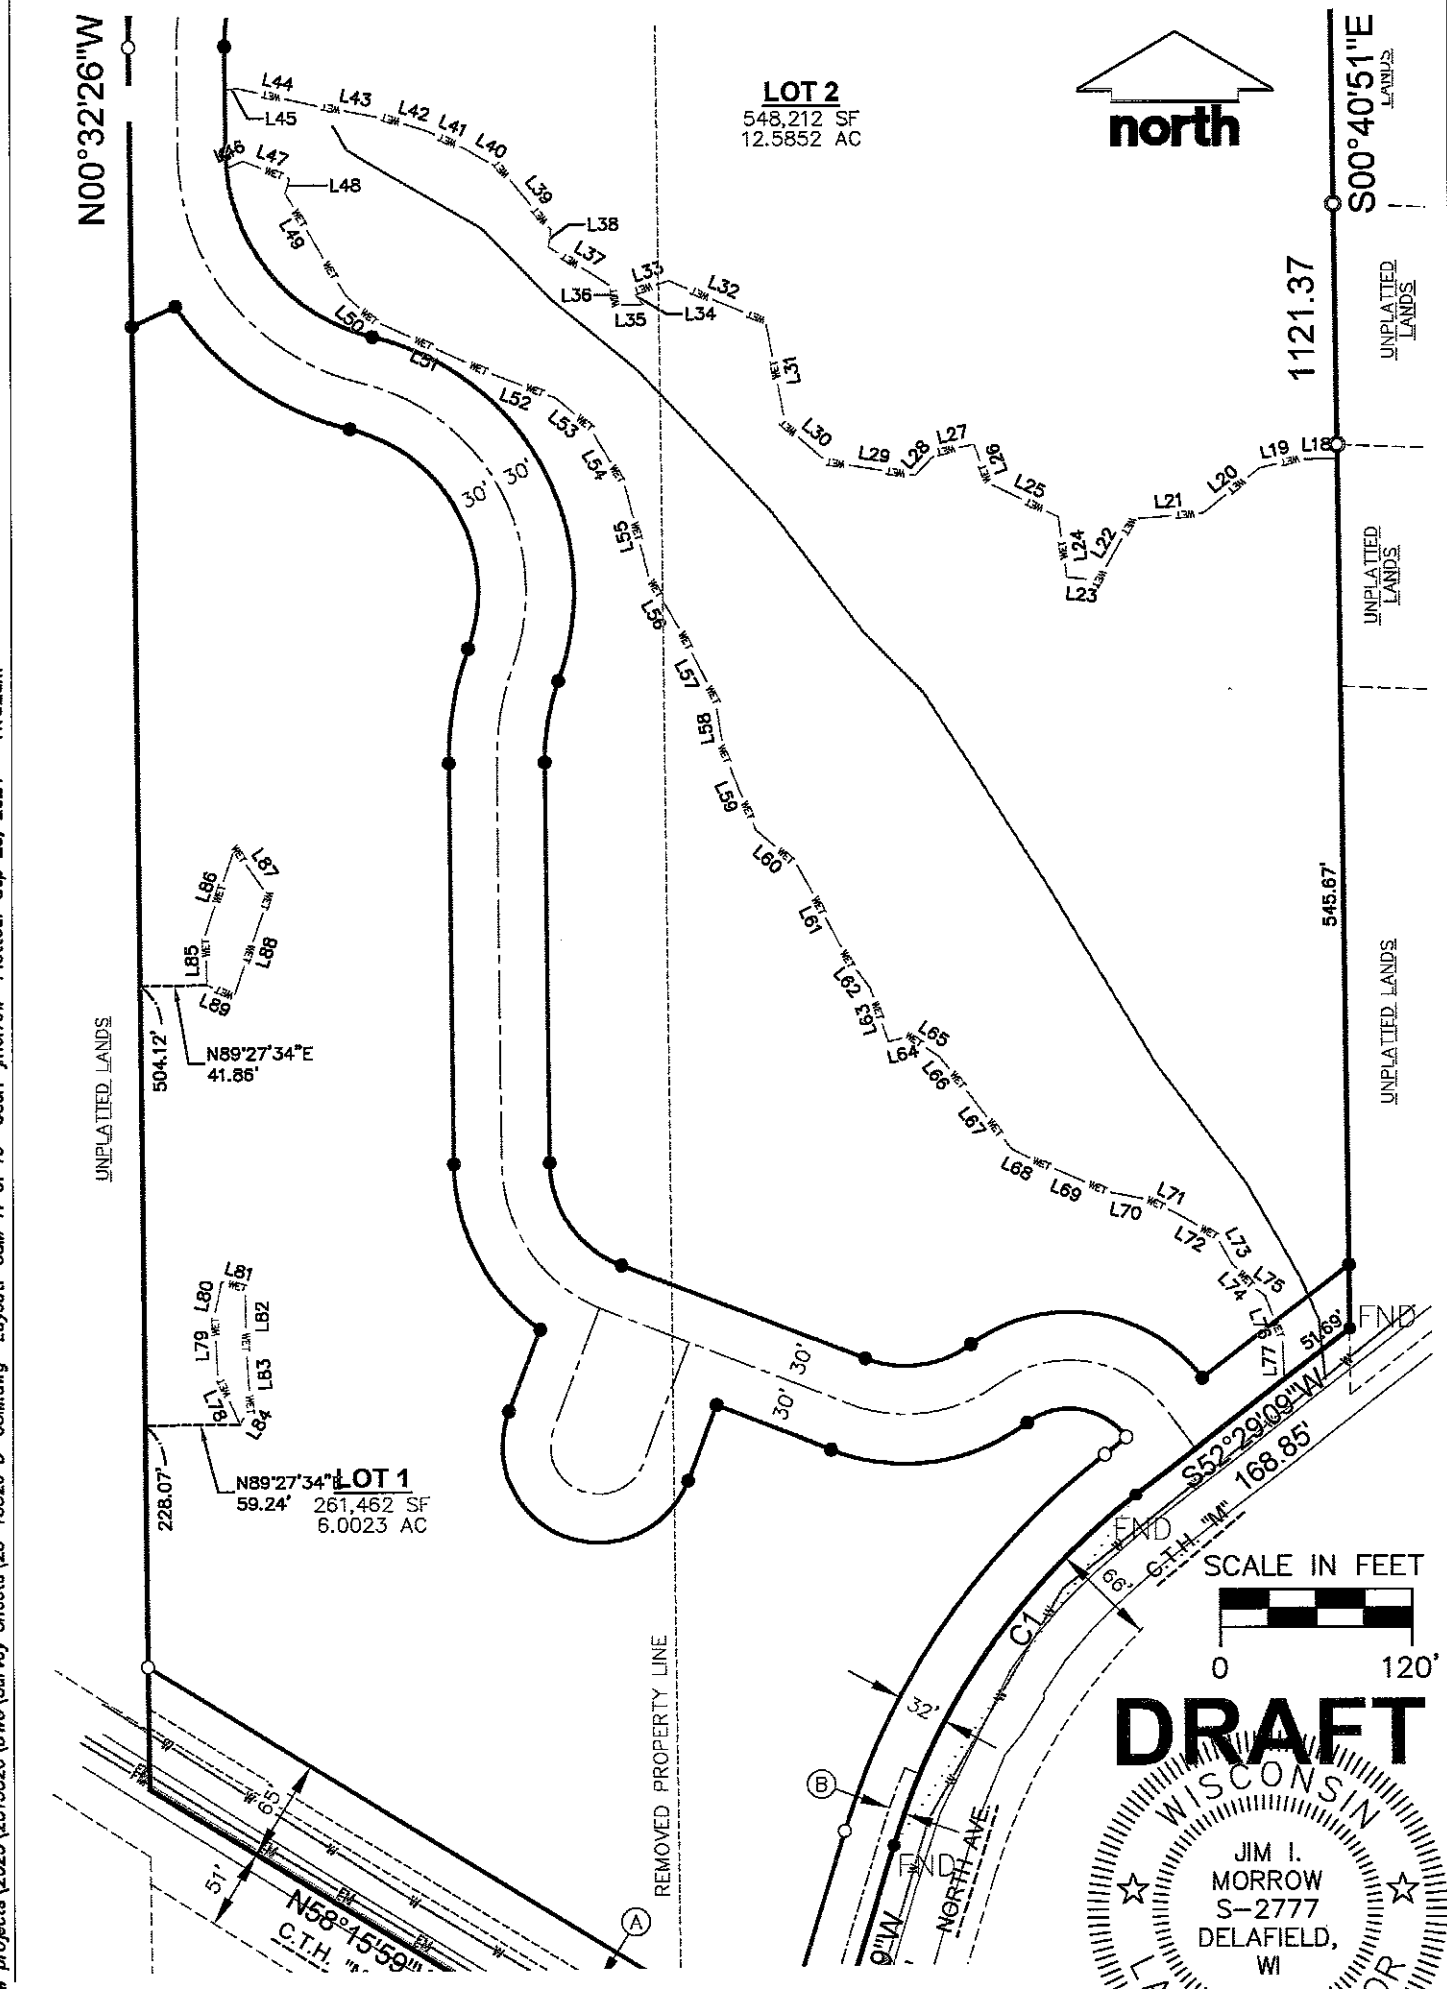 N00°32'26"W
L44
L43
L42
L41
L40
L45
L46
L47
L48
L39
L38
L49
L37
L33
L32
L36
L35
L34
L50
L51
L31
L52
L53
L30
L54
L29
L28
L27
L26
L25
L19
L18
L20
L21
L24
L22
L23
L55
L56
L57
L58
L59
L60
L61
L62
L63
L64
L65
L66
L67
L68
L69
L70
L71
L72
L73
L74
L75
L76
L77
LOT 2
548,212 SF
12.5852 AC
north
S00°40'51"E
LANDS
1121.37
UNPLATTED
LANDS
UNPLATTED
LANDS
545.67'
UNPLATTED LANDS
30'
30'
L87
L86
L85
L88
L89
UNPLATTED LANDS
504.12'
N89°27'34"E
41.86'
L81
L80
L82
L79
L83
L78
L84
228.07'
N89°27'34"E
59.24'
LOT 1
261,462 SF
6.0023 AC
30'
30'
51.69'
FND
S52°29'09"W
168.85'
FND
C.T.H. "M"
66'
C1
SCALE IN FEET
0
120'
REMOVED PROPERTY LINE
32'
B
FND
NORTH AVE.
9"W
65'
51'
N58°15'59"
C.T.H.
A
DRAFT
WISCONSIN
JIM I.
MORROW
S-2777
DELAFIELD,
WI
LA
OR